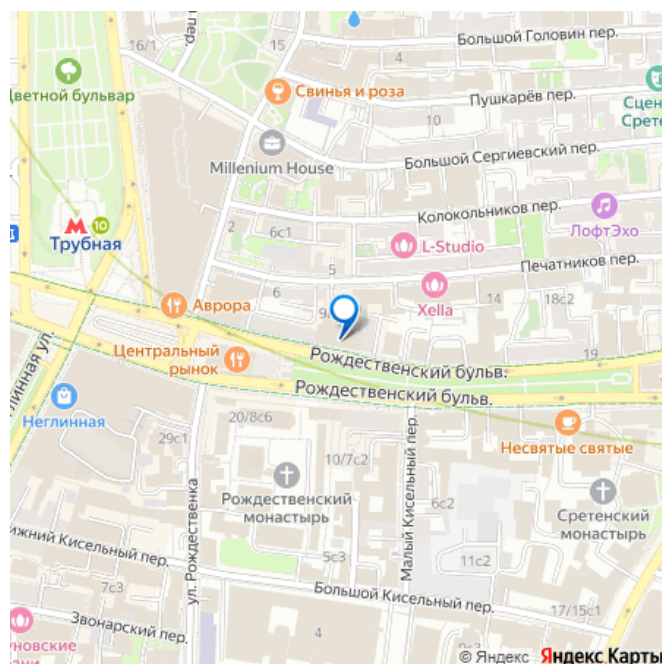 16/1
пер.
15
4
Большой Головин пер.
Цветной бульвар
Свинья и роза
Пушкарёв пер.
Сцен
Срете
10
Millenium House
Большой Сергиевский пер.
2
6с1
Колокольников пер.
ЛофтЭхо
М 10
Трубная
L-Studio
5
Печатников пер.
6
Xella
14
18с2
Аврора
Рождественский бульв.
19
Центральный
рынок
Рождественский бульв.
Неглинная
20/8с6
Несвятые святые
29с1
10/7с2
Малый Кисельный пер.
Рождественский
монастырь
6с2
Сретенский
монастырь
ул. Рождественка
5с3
11с2
7с3
Большой Кисельный пер.
17/15с1
Звонарский пер.
4
9с3
© Яндекс Яндекс Карты